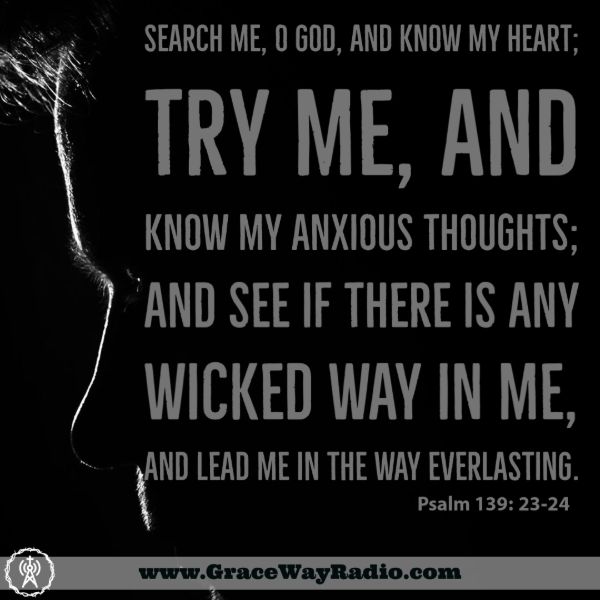 SEARCH ME, O GOD, AND KNOW MY HEART;
TRY ME, AND
KNOW MY ANXIOUS THOUGHTS;
AND SEE IF THERE IS ANY
WICKED WAY IN ME,
AND LEAD ME IN THE WAY EVERLASTING.
Psalm 139: 23-24
www.GraceWayRadio.com